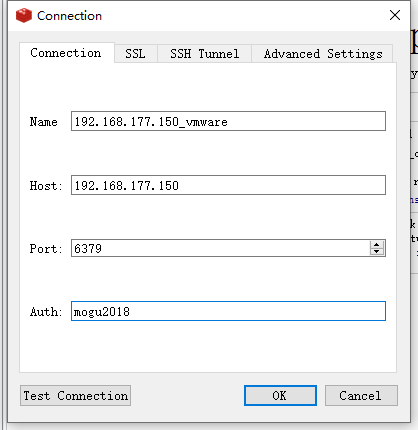 Connection
Connection SSL SSH Tunnel Advanced Settings
Name 192.168.177.150_vmware
Host: 192.168.177.150
Port: 6379
Auth: mogu2018
Test Connection OK Cancel